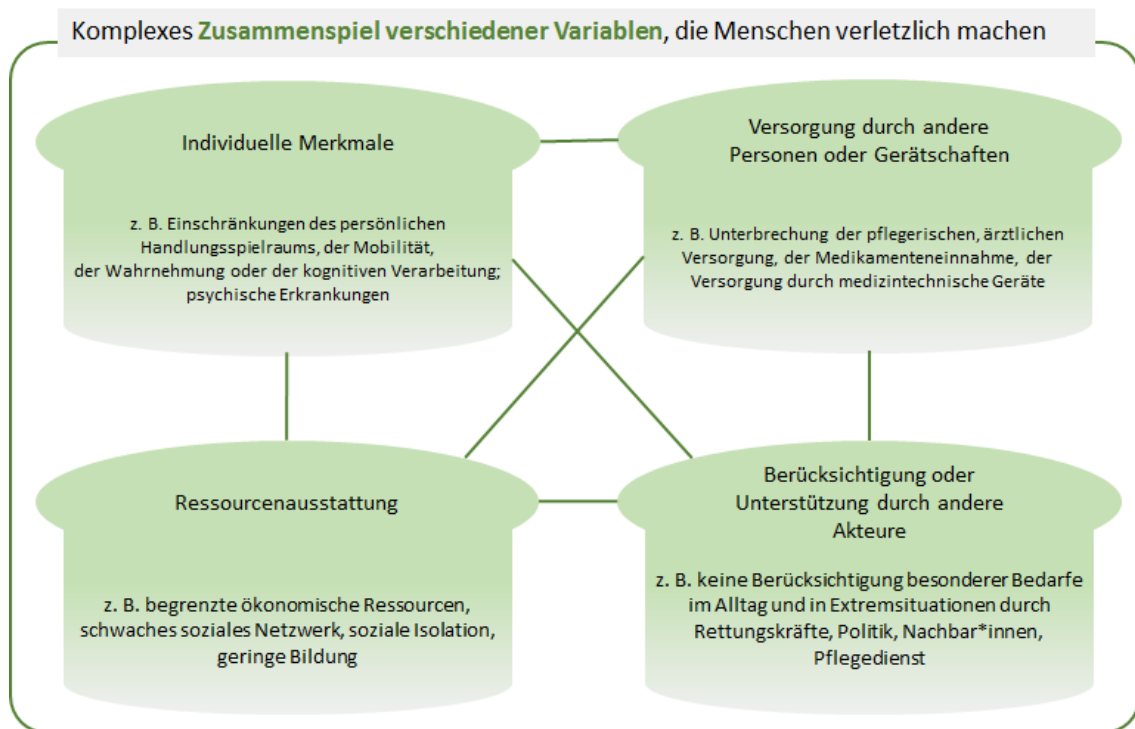 Komplexes Zusammenspiel verschiedener Variablen, die Menschen verletzlich machen
Individuelle Merkmale
z. B. Einschränkungen des persönlichen
Handlungsspielraums, der Mobilität,
der Wahrnehmung oder der kognitiven Verarbeitung;
psychische Erkrankungen
Versorgung durch andere
Personen oder Gerätschaften
z. B. Unterbrechung der pflegerischen, ärztlichen
Versorgung, der Medikamenteneinnahme, der
Versorgung durch medizintechnische Geräte
Ressourcenausstattung
z. B. begrenzte ökonomische Ressourcen,
schwaches soziales Netzwerk, soziale Isolation,
geringe Bildung
Berücksichtigung oder
Unterstützung durch andere
Akteure
z. B. keine Berücksichtigung besonderer Bedarfe
im Alltag und in Extremsituationen durch
Rettungskräfte, Politik, Nachbar*innen,
Pflegedienst